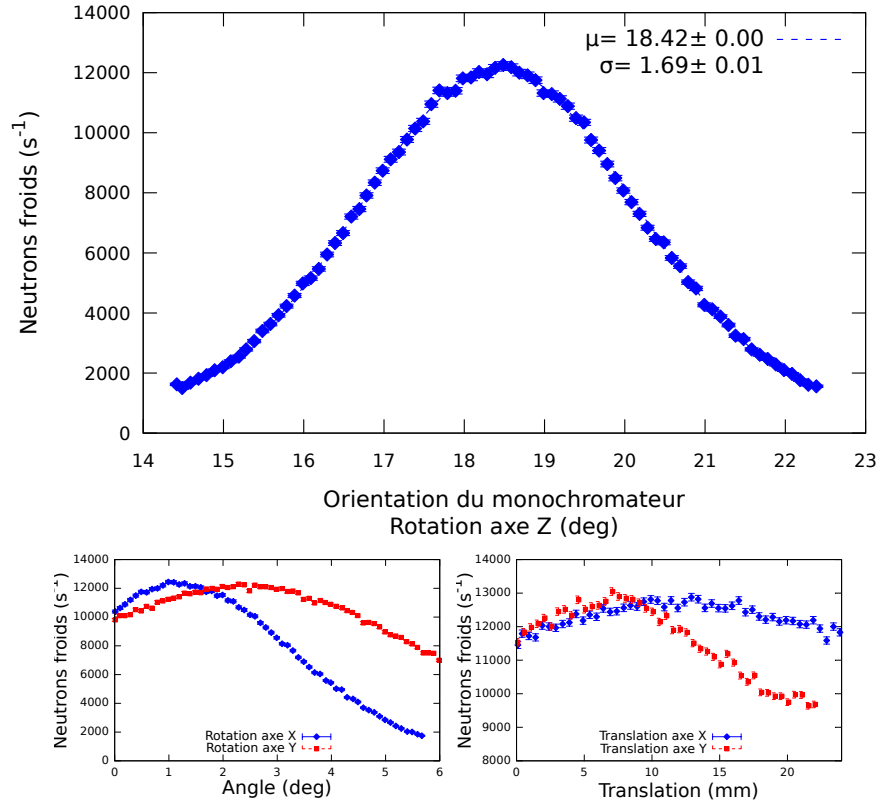 μ= 18.42± 0.00
σ= 1.69± 0.01
Neutrons froids (s⁻¹)
14000
12000
10000
8000
6000
4000
2000
0
14 15 16 17 18 19 20 21 22 23
Orientation du monochromateur
Rotation axe Z (deg)
Neutrons froids (s⁻¹)
14000
12000
10000
8000
6000
4000
2000
0
Rotation axe X
Rotation axe Y
0 1 2 3 4 5 6
Angle (deg)
Neutrons froids (s⁻¹)
14000
13000
12000
11000
10000
9000
8000
Translation axe X
Translation axe Y
0 5 10 15 20
Translation (mm)